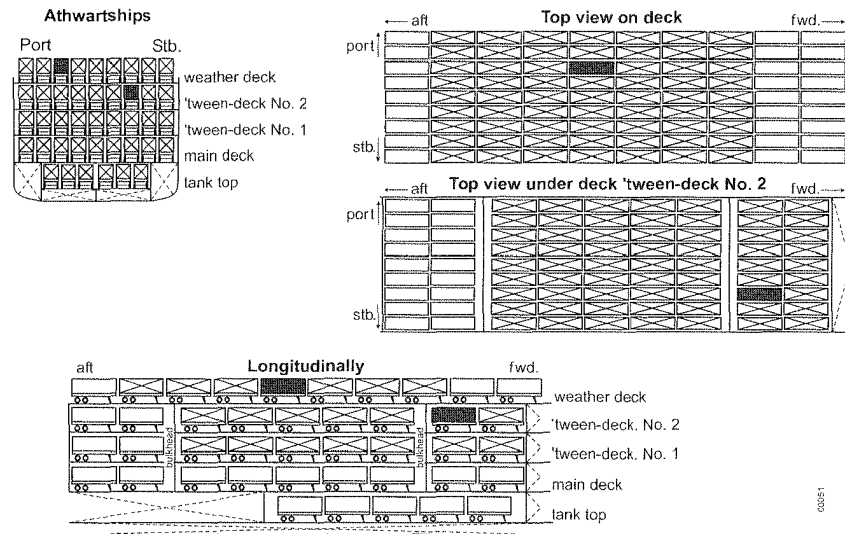 Athwartships
Port Stb.
weather deck
'tween-deck No. 2
'tween-deck No. 1
main deck
tank top
aft Top view on deck fwd.
port
stb.
aft Top view under deck 'tween-deck No. 2 fwd.
port
stb.
aft Longitudinally fwd.
weather deck
'tween-deck, No. 2
'tween-deck, No. 1
main deck
tank top
bulkhead
bulkhead
00051